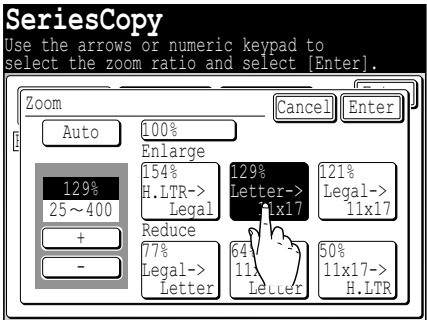 SeriesCopy
Use the arrows or numeric keypad to
select the zoom ratio and select [Enter].
Zoom
Cancel
Enter
Auto
100%
Enlarge
154%
H.LTR->
Legal
129%
Letter->
11x17
121%
Legal->
11x17
129%
25～400
+
-
Reduce
77%
Legal->
Letter
64%
Letter
50%
11x17->
H.LTR